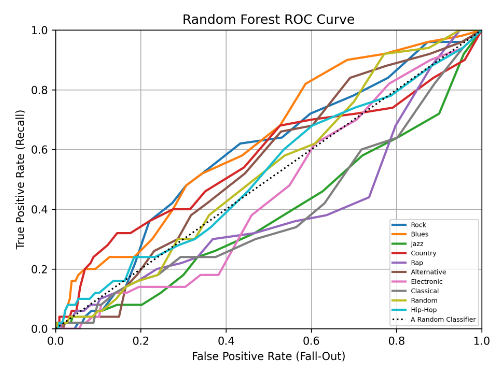 Random Forest ROC Curve
True Positive Rate (Recall)
1.0
0.8
0.6
0.4
0.2
0.0
0.0 0.2 0.4 0.6 0.8 1.0
False Positive Rate (Fall-Out)
Rock
Blues
Jazz
Country
Rap
Alternative
Electronic
Classical
Random
Hip-Hop
A Random Classifier